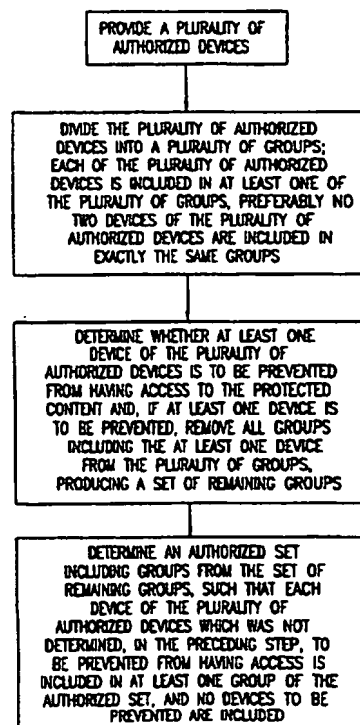 PROVIDE A PLURALITY OF
AUTHORIZED DEVICES
DIVIDE THE PLURALITY OF AUTHORIZED
DEVICES INTO A PLURALITY OF GROUPS;
EACH OF THE PLURALITY OF AUTHORIZED
DEVICES IS INCLUDED IN AT LEAST ONE OF
THE PLURALITY OF GROUPS, PREFERABLY NO
TWO DEVICES OF THE PLURALITY OF
AUTHORIZED DEVICES ARE INCLUDED IN
EXACTLY THE SAME GROUPS
DETERMINE WHETHER AT LEAST ONE
DEVICE OF THE PLURALITY OF
AUTHORIZED DEVICES IS TO BE PREVENTED
FROM HAVING ACCESS TO THE PROTECTED
CONTENT AND, IF AT LEAST ONE DEVICE IS
TO BE PREVENTED, REMOVE ALL GROUPS
INCLUDING THE AT LEAST ONE DEVICE
FROM THE PLURALITY OF GROUPS,
PRODUCING A SET OF REMAINING GROUPS
DETERMINE AN AUTHORIZED SET
INCLUDING GROUPS FROM THE SET OF
REMAINING GROUPS, SUCH THAT EACH
DEVICE OF THE PLURALITY OF
AUTHORIZED DEVICES WHICH WAS NOT
DETERMINED, IN THE PRECEDING STEP, TO
BE PREVENTED FROM HAVING ACCESS IS
INCLUDED IN AT LEAST ONE GROUP OF THE
AUTHORIZED SET, AND NO DEVICES TO BE
PREVENTED ARE INCLUDED